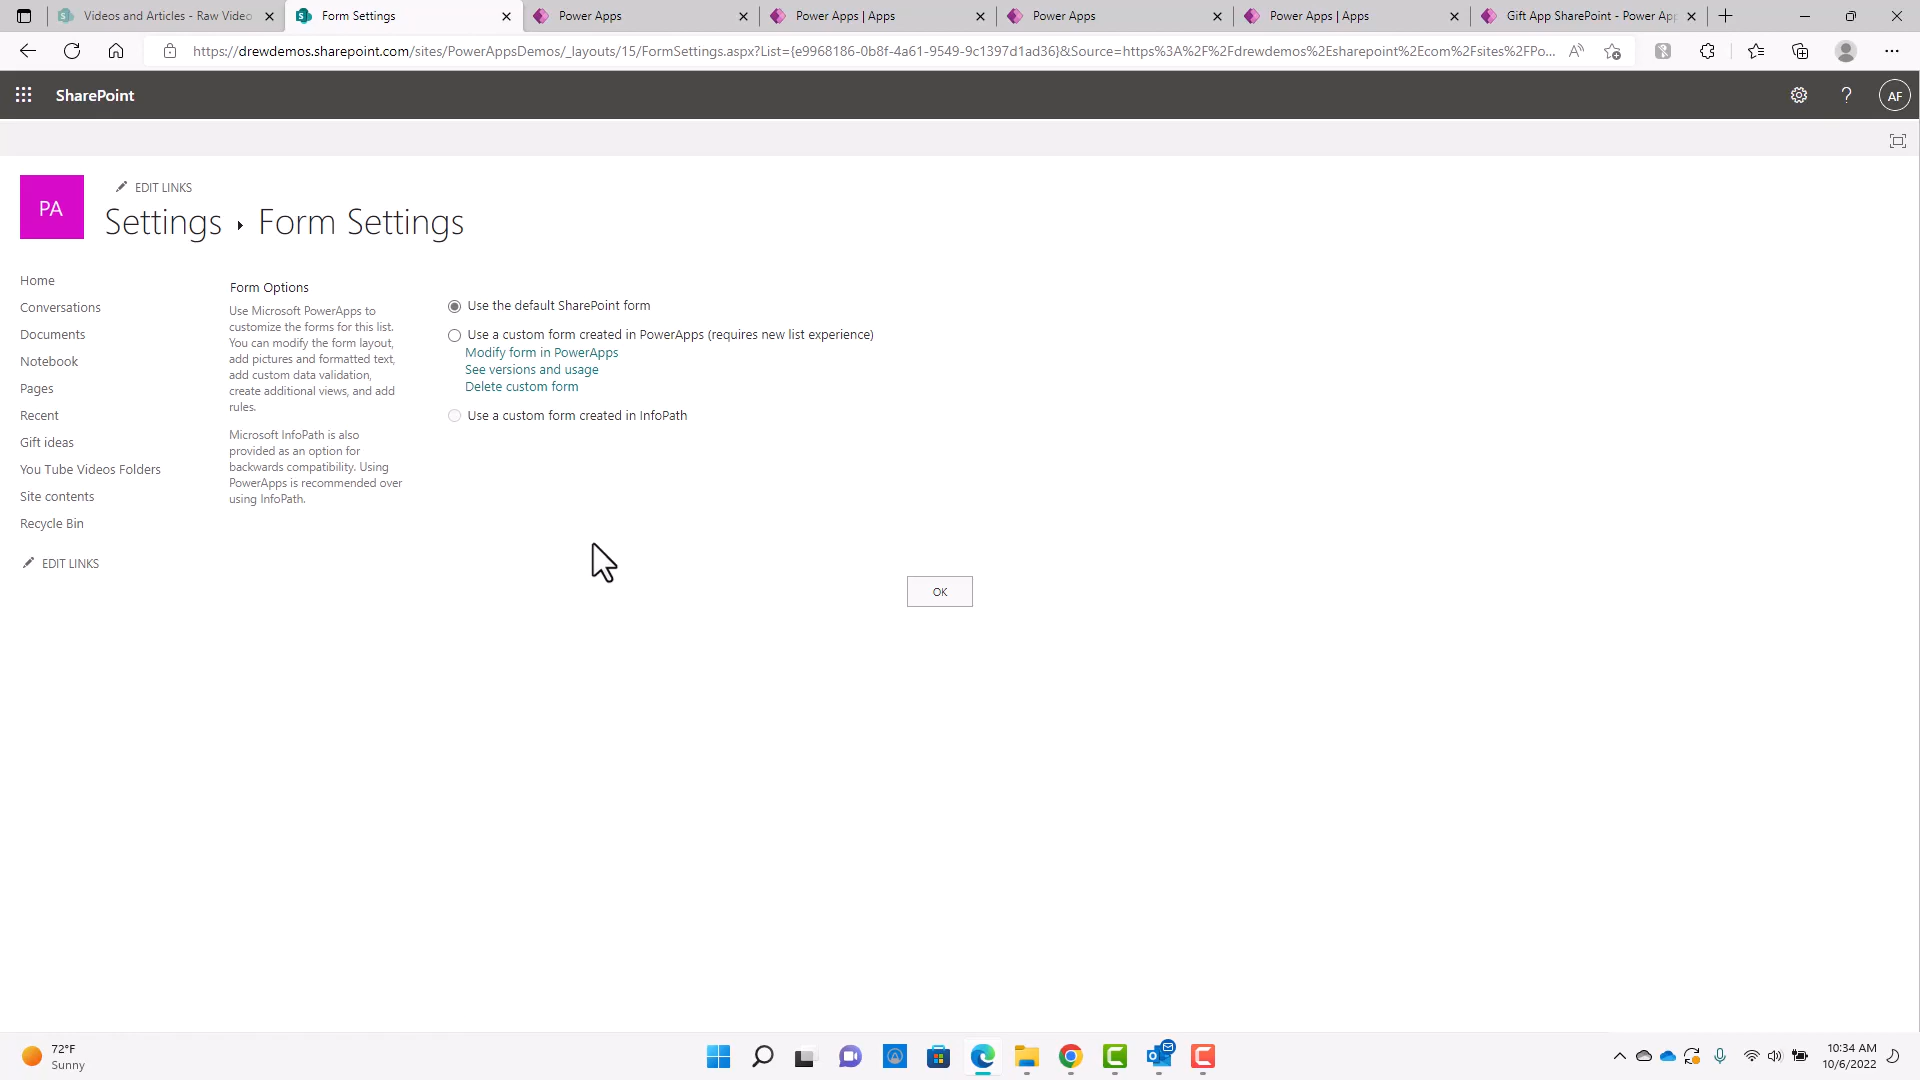 Videos and Articles - Raw Video
Form Settings
Power Apps
Power Apps | Apps
Power Apps
Power Apps | Apps
Gift App SharePoint - Power App
https://drewdemos.sharepoint.com/sites/PowerAppsDemos/_layouts/15/FormSettings.aspx?List={e9968186-0b8f-4a61-9549-9c1397d1ad36}&Source=https%3A%2F%2Fdrewdemos%2Esharepoint%2Ecom%2Fsites%2FPo...
SharePoint
AF
PA
EDIT LINKS
Settings ▸ Form Settings
Home
Conversations
Documents
Notebook
Pages
Recent
Gift ideas
You Tube Videos Folders
Site contents
Recycle Bin
EDIT LINKS
Form Options
Use Microsoft PowerApps to
customize the forms for this list.
You can modify the form layout,
add pictures and formatted text,
add custom data validation,
create additional views, and add
rules.
Microsoft InfoPath is also
provided as an option for
backwards compatibility. Using
PowerApps is recommended over
using InfoPath.
Use the default SharePoint form
Use a custom form created in PowerApps (requires new list experience)
Modify form in PowerApps
See versions and usage
Delete custom form
Use a custom form created in InfoPath
OK
72°F
Sunny
10:34 AM
10/6/2022